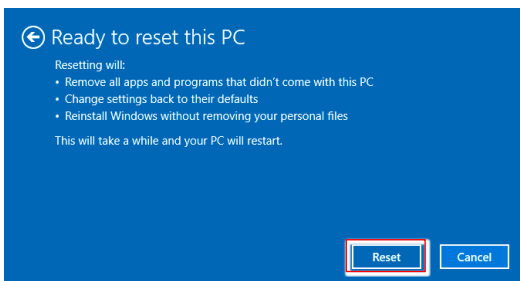 Ready to reset this PC
Resetting will:
• Remove all apps and programs that didn't come with this PC
• Change settings back to their defaults
• Reinstall Windows without removing your personal files
This will take a while and your PC will restart.
Reset Cancel